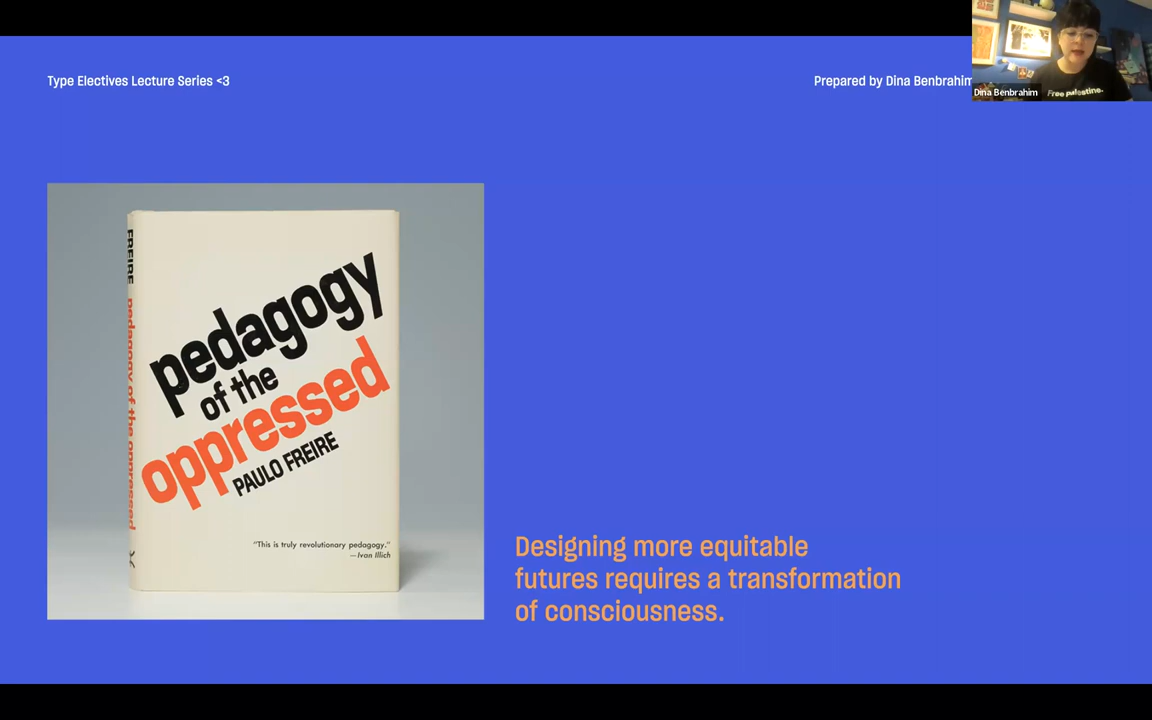 Type Electives Lecture Series <3
Prepared by Dina Benbrahim
Dina Benbrahim
Free palestine.
FREIRE pedagogy of the oppressed
pedagogy
of the
oppressed
PAULO FREIRE
"This is truly revolutionary pedagogy."
—Ivan Illich
Designing more equitable
futures requires a transformation
of consciousness.